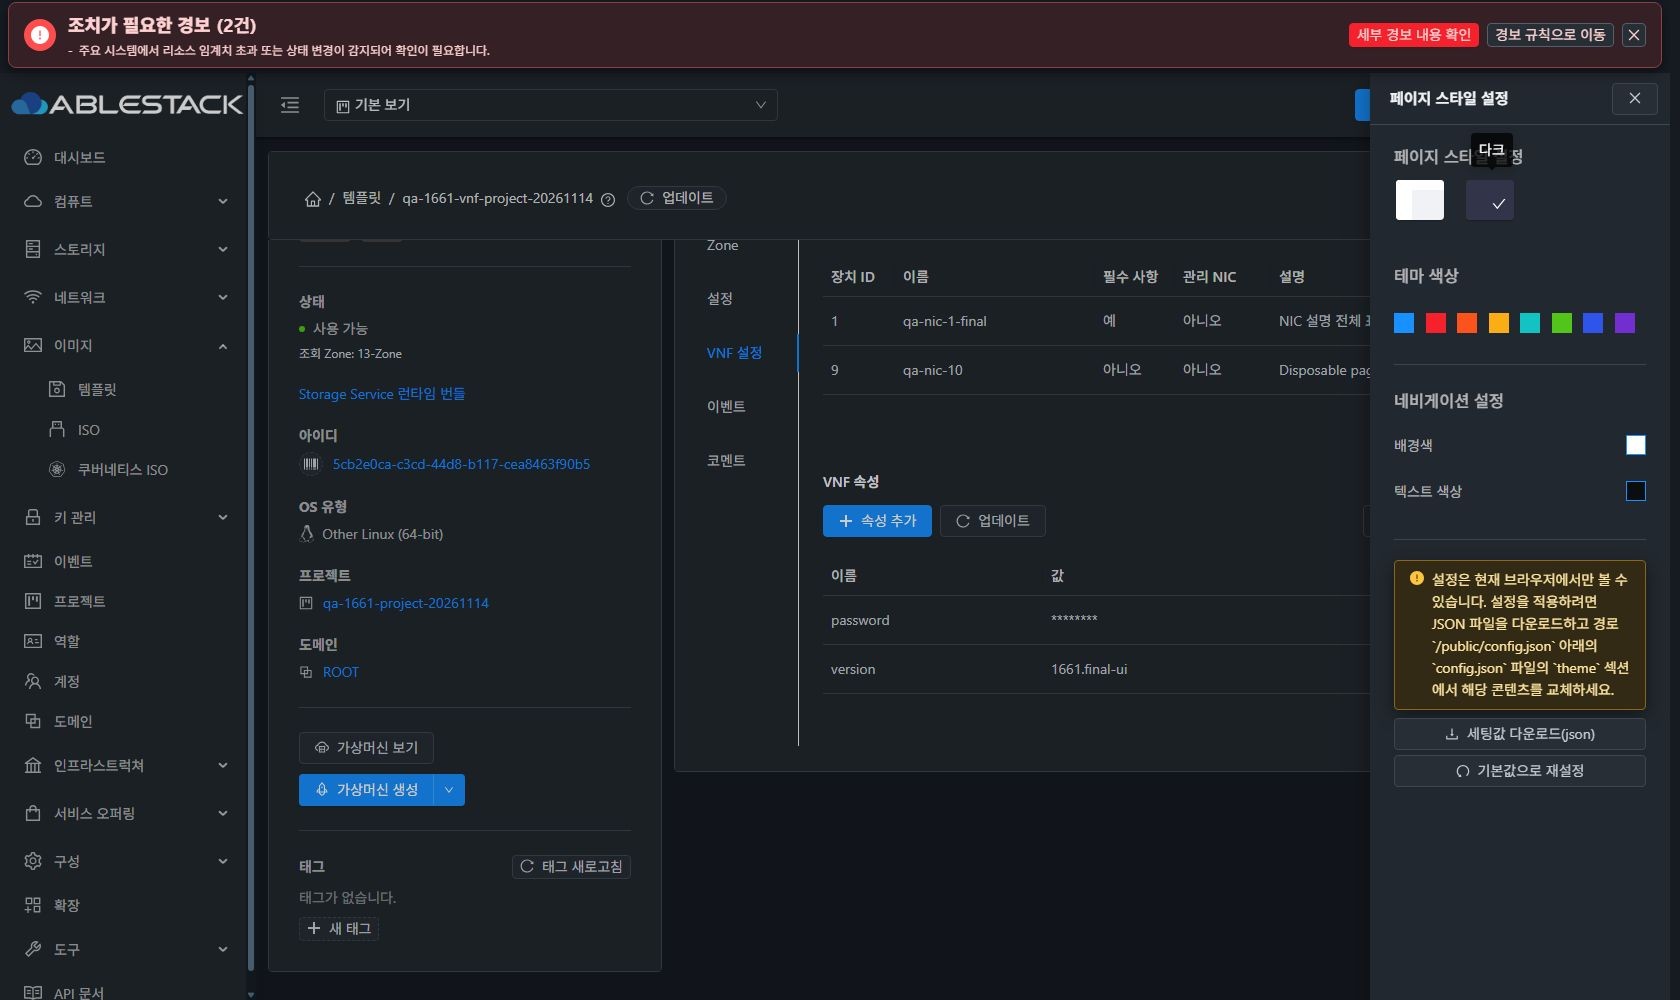 조치가 필요한 경보 (2건)
- 주요 시스템에서 리소스 임계치 초과 또는 상태 변경이 감지되어 확인이 필요합니다.
세부 경보 내용 확인
경보 규칙으로 이동
ABLESTACK
기본 보기
대시보드
컴퓨트
스토리지
네트워크
이미지
템플릿
ISO
쿠버네티스 ISO
키 관리
이벤트
프로젝트
역할
계정
도메인
인프라스트럭쳐
서비스 오퍼링
구성
확장
도구
API 문서
/ 템플릿 / qa-1661-vnf-project-20261114
업데이트
상태
사용 가능
조회 Zone: 13-Zone
Storage Service 런타임 번들
아이디
5cb2e0ca-c3cd-44d8-b117-cea8463f90b5
OS 유형
Other Linux (64-bit)
프로젝트
qa-1661-project-20261114
도메인
ROOT
가상머신 보기
가상머신 생성
태그
태그 새로고침
태그가 없습니다.
새 태그
Zone
설정
VNF 설정
이벤트
코멘트
장치 ID 이름 필수 사항 관리 NIC 설명
1 qa-nic-1-final 예 아니오 NIC 설명 전체
9 qa-nic-10 아니오 아니오 Disposable pag
VNF 속성
속성 추가
업데이트
이름 값
password ********
version 1661.final-ui
페이지 스타일 설정
다크
페이지 스타일 설정
테마 색상
네비게이션 설정
배경색
텍스트 색상
설정은 현재 브라우저에서만 볼 수
있습니다. 설정을 적용하려면
JSON 파일을 다운로드하고 경로
`/public/config.json` 아래의
`config.json` 파일의 `theme` 섹션
에서 해당 콘텐츠를 교체하세요.
세팅값 다운로드(json)
기본값으로 재설정